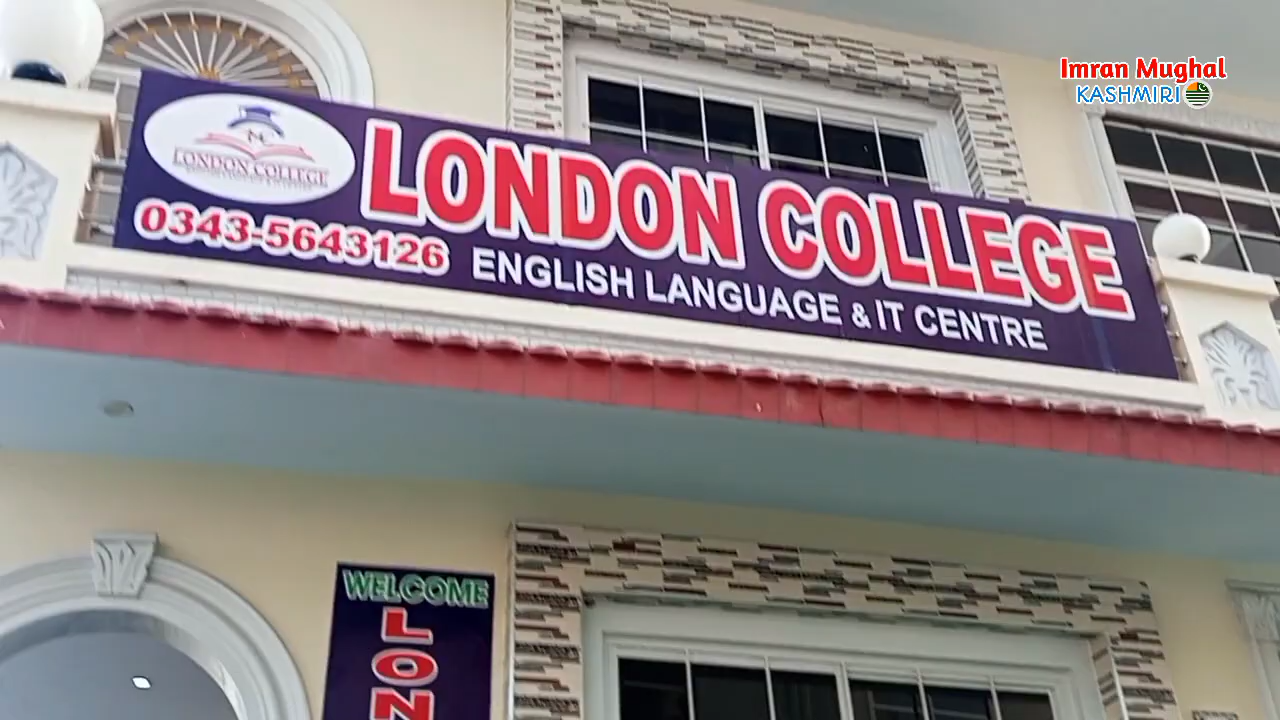 Imran Mughal
KASHMIRI
LONDON COLLEGE
LONDON COLLEGE
0343-5643126
ENGLISH LANGUAGE & IT CENTRE
WELCOME
L
O
N